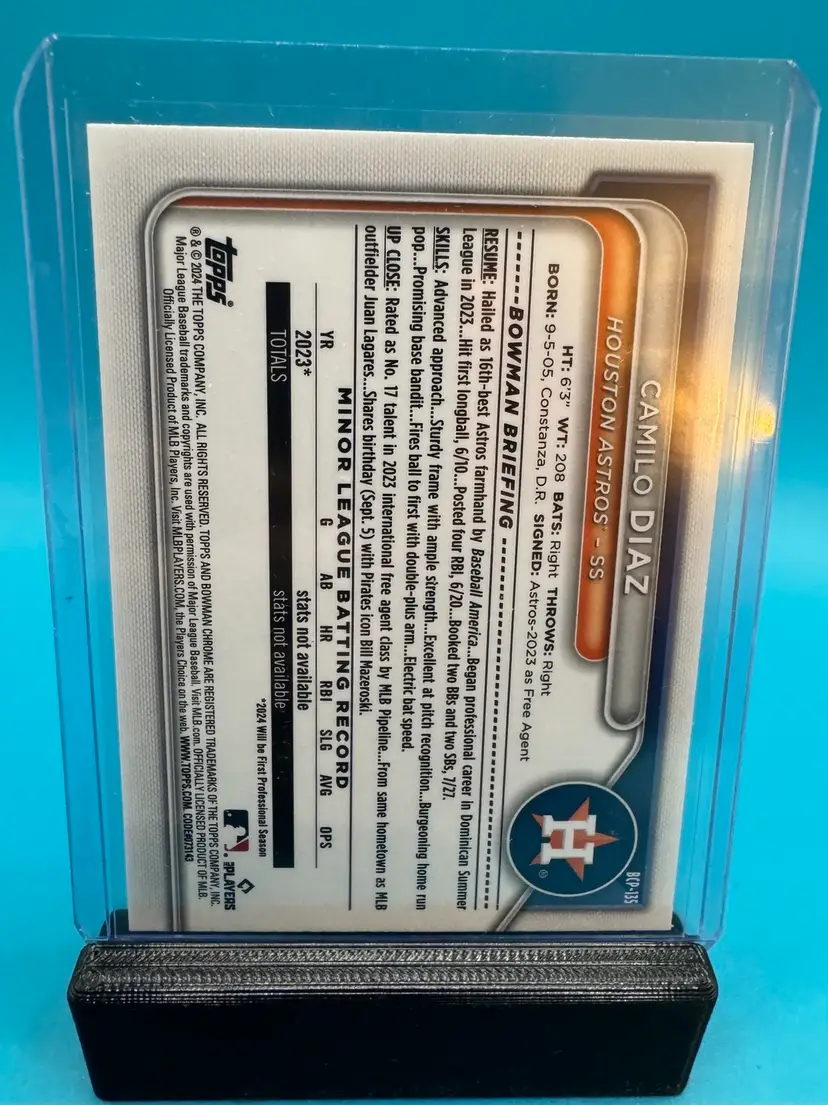 BCP-135
CAMILO DIAZ
HOUSTON ASTROS® – SS
HT: 6'3" WT: 208 BATS: Right THROWS: Right
BORN: 9-5-05, Constanza, D.R. SIGNED: Astros-2023 as Free Agent
H
BOWMAN BRIEFING
RESUME: Hailed as 16th-best Astros farmhand by Baseball America...Began professional career in Dominican Summer
League in 2023...Hit first longball, 6/10...Posted four RBI, 6/20...Booked two BBs and two SBs, 7/27.
SKILLS: Advanced approach...Sturdy frame with ample strength...Excellent at pitch recognition...Burgeoning home run
pop...Promising base bandit...Fires ball to first with double-plus arm...Electric bat speed.
UP CLOSE: Rated as No. 17 talent in 2023 international free agent class by MLB Pipeline...From same hometown as MLB
outfielder Juan Lagares...Shares birthday (Sept. 5) with Pirates icon Bill Mazeroski.
MINOR LEAGUE BATTING RECORD
YR G AB HR RBI SLG AVG OPS
2023* stats not available
TOTALS stats not available
*2024 Will be First Professional Season
topps®
MLB PLAYERS
® & © 2024 THE TOPPS COMPANY, INC. ALL RIGHTS RESERVED. TOPPS AND BOWMAN CHROME ARE REGISTERED TRADEMARKS OF THE TOPPS COMPANY, INC.
Major League Baseball trademarks and copyrights are used with permission of Major League Baseball. Visit MLB.com. OFFICIALLY LICENSED PRODUCT OF MLB
Officially Licensed Product of MLB Players, Inc. Visit MLBPLAYERS.COM, the Players Choice on the web. WWW.TOPPS.COM. CODE#073143